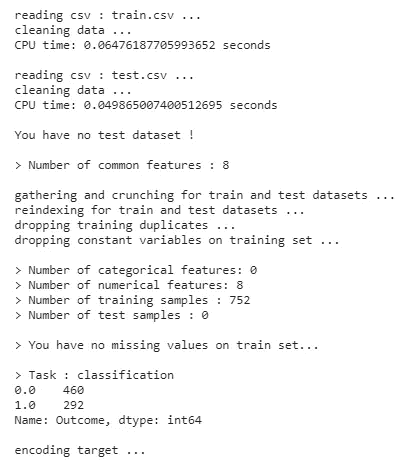 reading csv : train.csv ...
cleaning data ...
CPU time: 0.06476187705993652 seconds
reading csv : test.csv ...
cleaning data ...
CPU time: 0.049865007400512695 seconds
You have no test dataset !
> Number of common features : 8
gathering and crunching for train and test datasets ...
reindexing for train and test datasets ...
dropping training duplicates ...
dropping constant variables on training set ...
> Number of categorical features: 0
> Number of numerical features: 8
> Number of training samples : 752
> Number of test samples : 0
> You have no missing values on train set...
> Task : classification
0.0    460
1.0    292
Name: Outcome, dtype: int64
encoding target ...